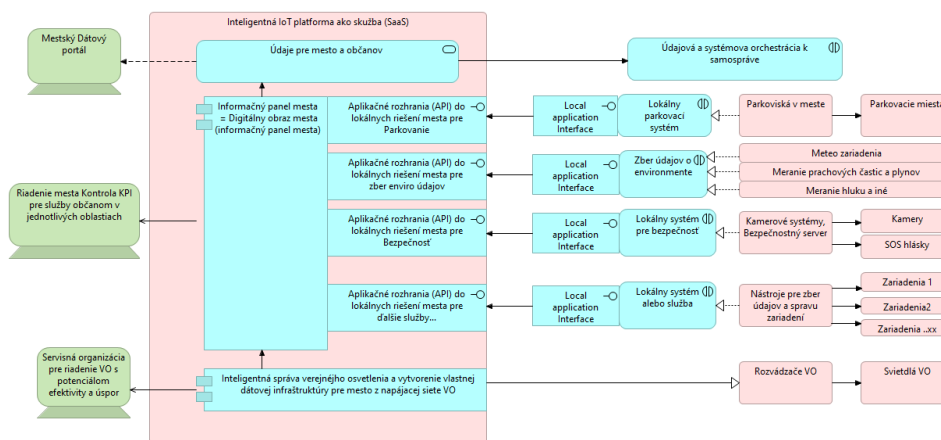 Inteligentná IoT platforma ako skužba (SaaS)
Mestský Dátový
portál
Údaje pre mesto a občanov
Údajová a systémova orchestrácia k
samospráve
Informačný panel mesta
= Digitálny obraz mesta
(informačný panel mesta)
Aplikačné rozhrania (API) do
lokálnych riešení mesta pre
Parkovanie
Local
application
Interface
Lokálny
parkovací
systém
Parkoviská v meste
Parkovacie miesta
Aplikačné rozhrania (API) do
lokálnych riešení mesta pre
zber enviro údajov
Local
application
Interface
Zber údajov o
environmente
Meteo zariadenia
Meranie prachových častic a plynov
Meranie hluku a iné
Riadenie mesta Kontrola KPI
pre služby občanom v
jednotlivých oblastiach
Aplikačné rozhrania (API) do
lokálnych riešení mesta pre
Bezpečnosť
Local
application
Interface
Lokálny systém
pre bezpečnosť
Kamerové systémy,
Bezpečnostný server
Kamery
SOS hlásky
Aplikačné rozhrania (API) do
lokálnych riešení mesta pre
ďalšie služby...
Local
application
Interface
Lokálny systém
alebo služba
Nástroje pre zber
údajov a spravu
zariadení
Zariadenia 1
Zariadenia2
Zariadenia ..xx
Servisná organizácia
pre riadenie VO s
potenciálom
efektivity a úspor
Inteligentná správa verejného osvetlenia a vytvorenie vlastnej
dátovej infraštruktúry pre mesto z napájacej siete VO
Rozvádzače VO
Svietdlá VO